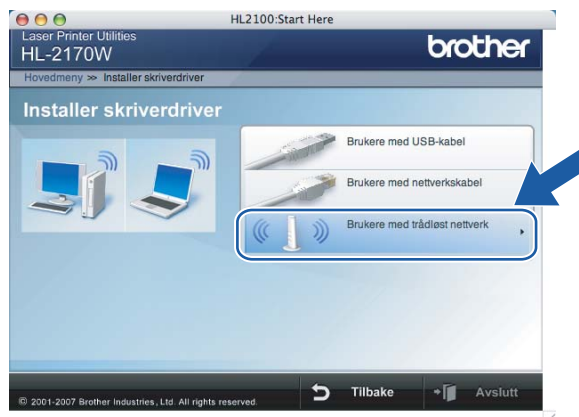 HL2100:Start Here
Laser Printer Utilities
HL-2170W
brother
Hovedmeny >> Installer skriverdriver
Installer skriverdriver
Brukere med USB-kabel
Brukere med nettverkskabel
Brukere med trådløst nettverk
© 2001-2007 Brother Industries, Ltd. All rights reserved.
Tilbake
Avslutt